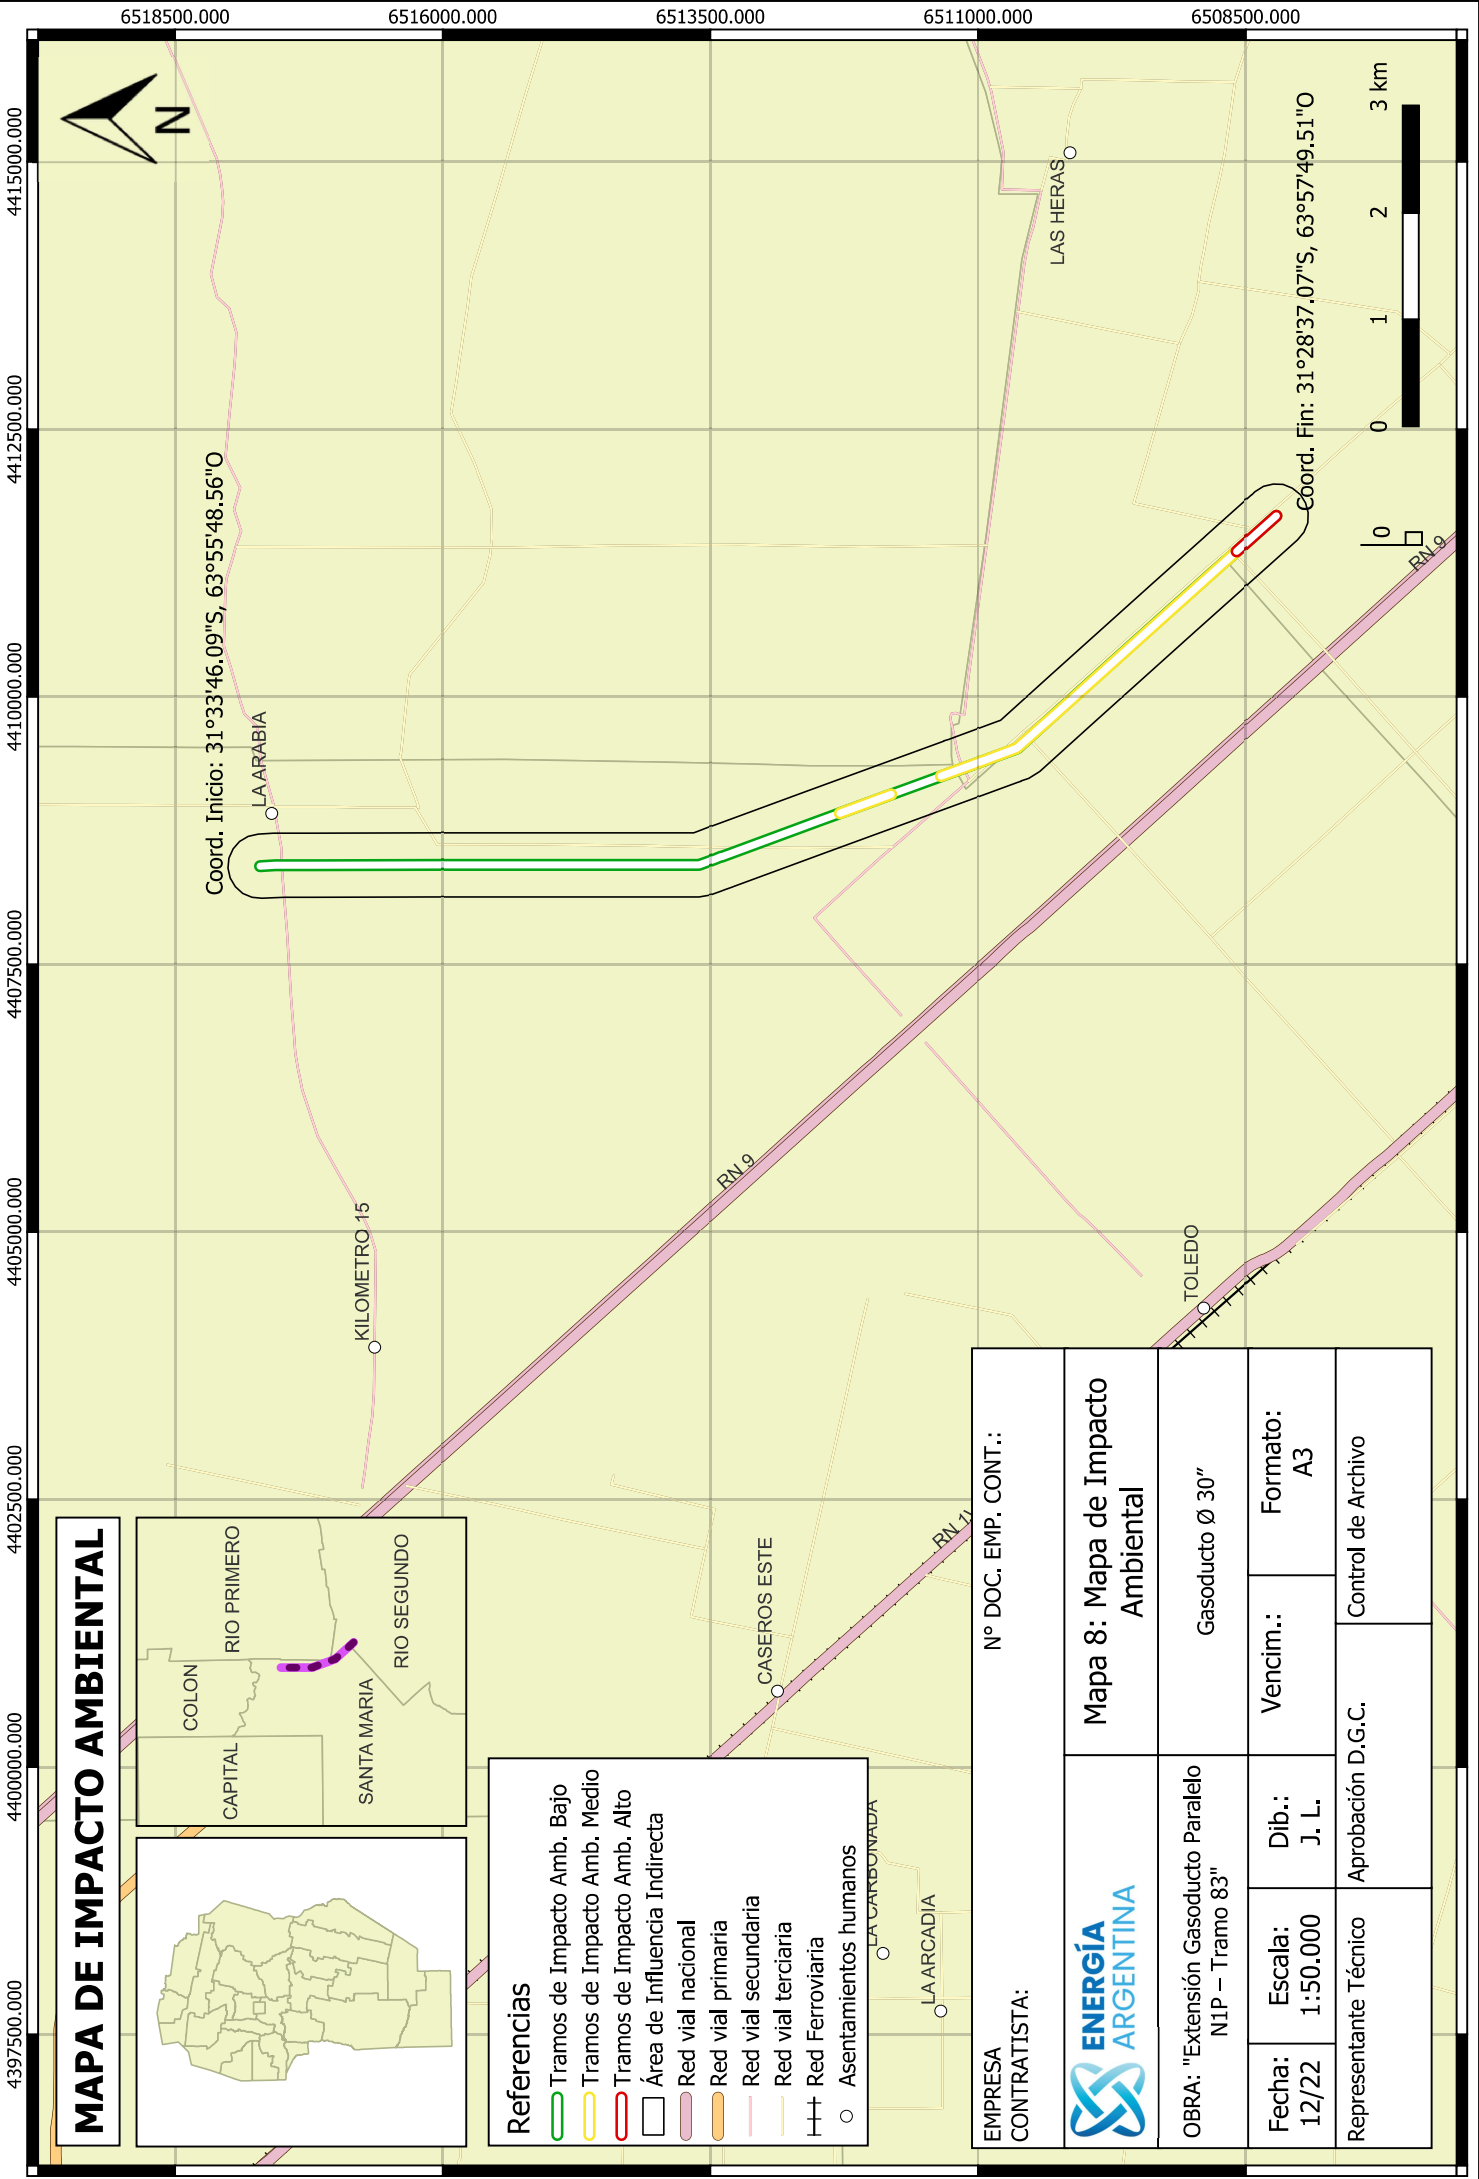 MAPA DE IMPACTO AMBIENTAL
4397500.000
4400000.000
4402500.000
4405000.000
4407500.000
4410000.000
4412500.000
4415000.000
6518500.000
6516000.000
6513500.000
6511000.000
6508500.000
N
COLON
RIO PRIMERO
CAPITAL
SANTA MARIA
RIO SEGUNDO
Coord. Inicio: 31°33'46.09"S, 63°55'48.56"O
LA ARABIA
KILOMETRO 15
RN 9
CASEROS ESTE
LA CARBONADA
LA ARCADIA
LAS HERAS
TOLEDO
RN 9
Coord. Fin: 31°28'37.07"S, 63°57'49.51"O
0
0 1 2 3 km
Referencias
Tramos de Impacto Amb. Bajo
Tramos de Impacto Amb. Medio
Tramos de Impacto Amb. Alto
Área de Influencia Indirecta
Red vial nacional
Red vial primaria
Red vial secundaria
Red vial terciaria
Red Ferroviaria
Asentamientos humanos
EMPRESA
CONTRATISTA:
N° DOC. EMP. CONT.:
ENERGÍA
ARGENTINA
Mapa 8: Mapa de Impacto
Ambiental
OBRA: "Extensión Gasoducto Paralelo
N1P – Tramo 83"
Gasoducto Ø 30”
Fecha:
12/22
Escala:
1:50.000
Dib.:
J. L.
Vencim.:
Formato:
A3
Representante Técnico
Aprobación D.G.C.
Control de Archivo